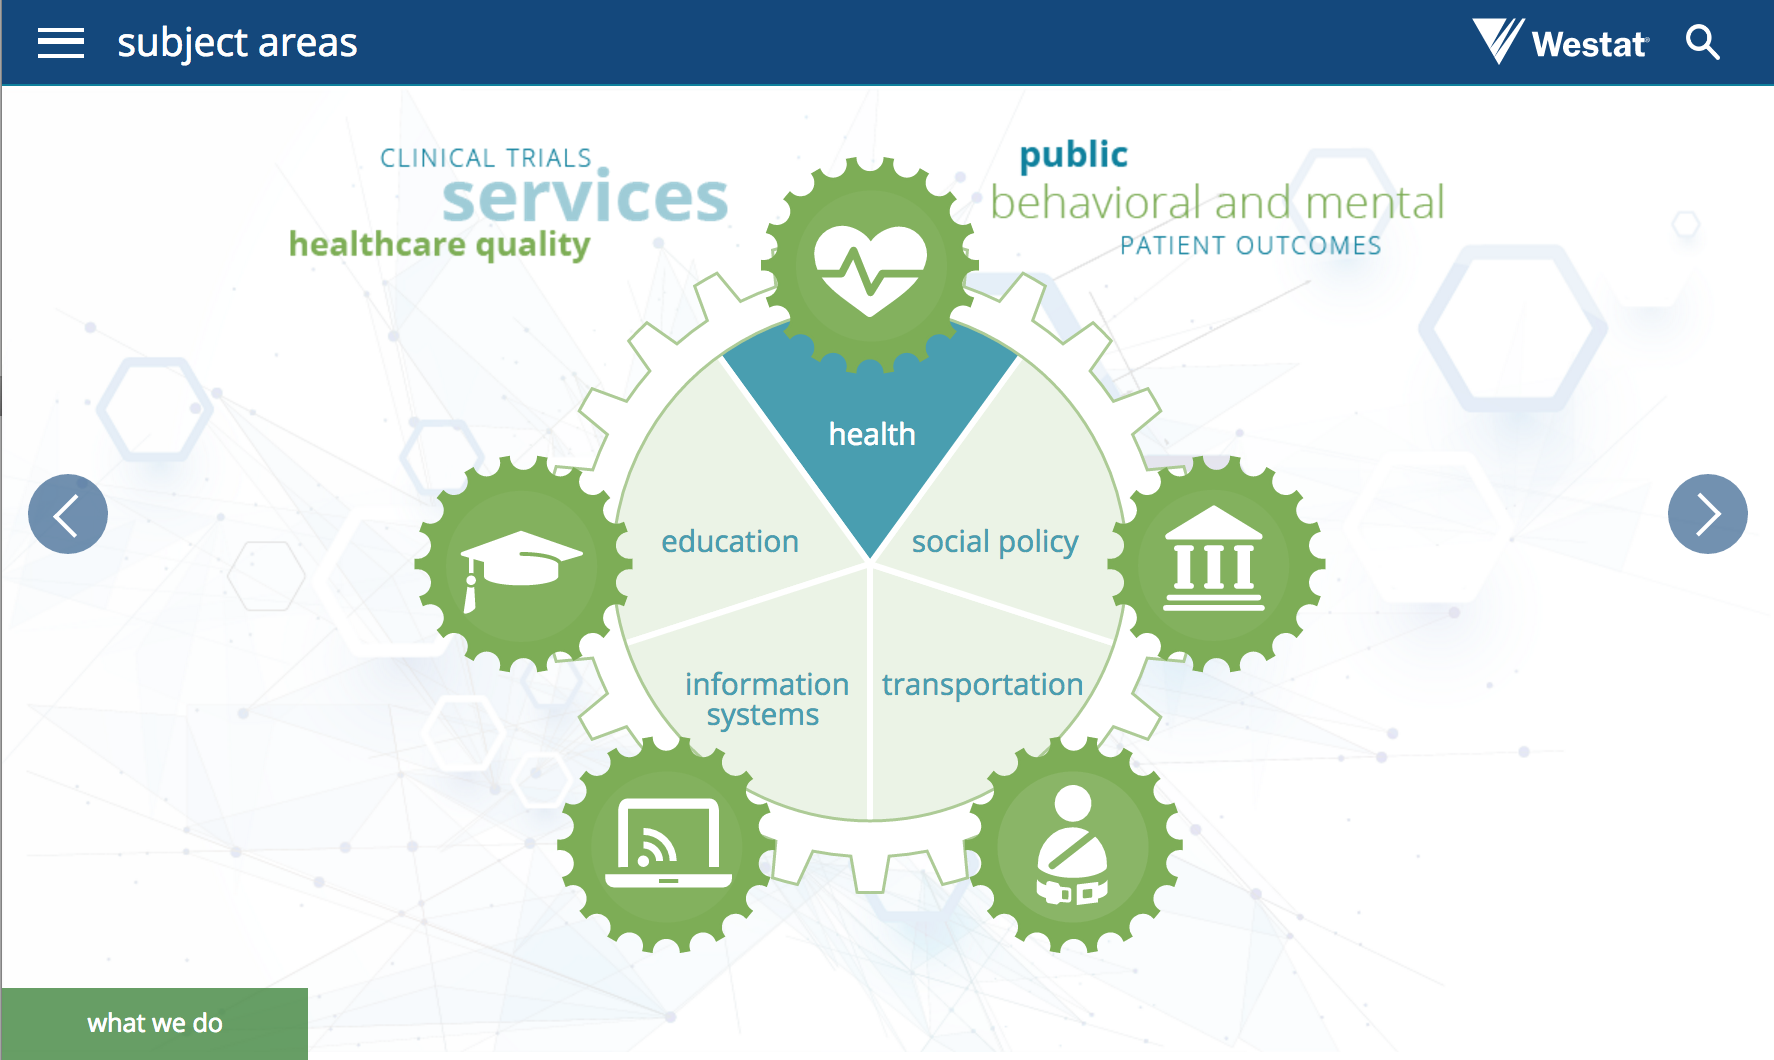 subject areas
Westat
CLINICAL TRIALS
services
healthcare quality
public
behavioral and mental
PATIENT OUTCOMES
health
education
social policy
information
systems
transportation
what we do